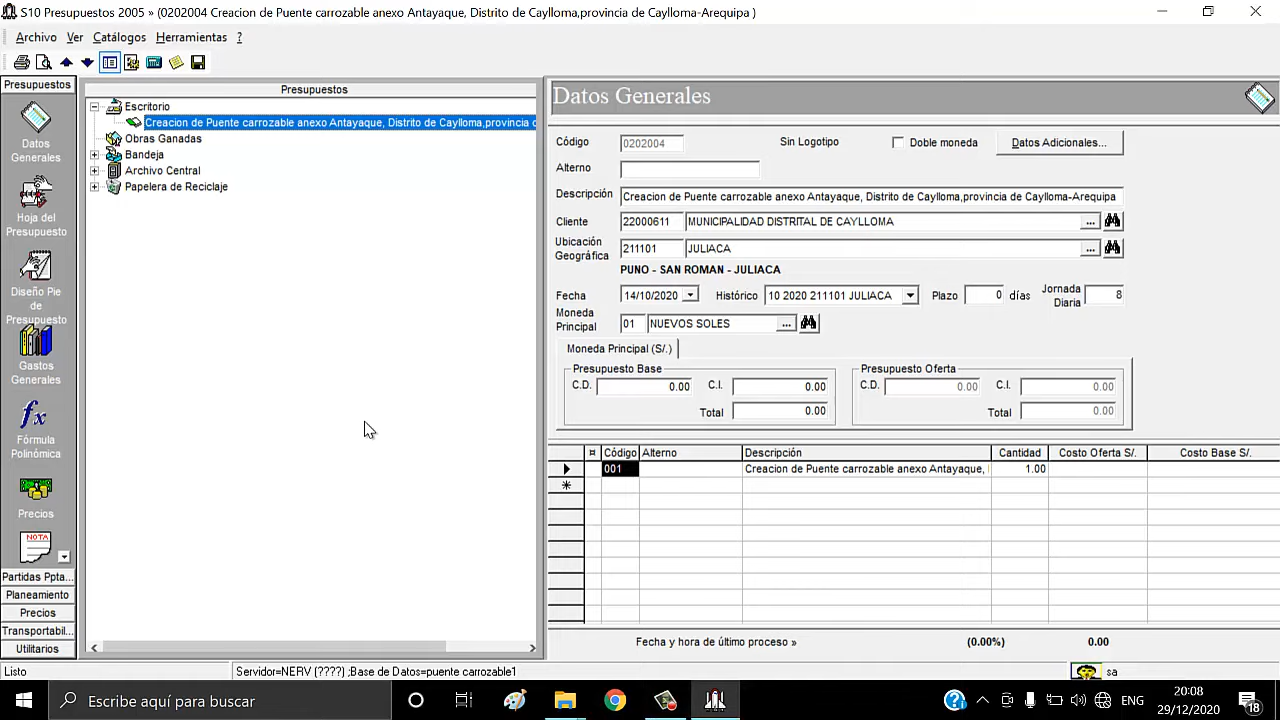 S10 Presupuestos 2005 » (0202004 Creacion de Puente carrozable anexo Antayaque, Distrito de Caylloma,provincia de Caylloma-Arequipa )
Archivo Ver Catálogos Herramientas ?
Presupuestos
Datos Generales
Hoja del Presupuesto
Diseño Pie de Presupuesto
Gastos Generales
fx
Fórmula Polinómica
Precios
NOTA
Partidas Ppta...
Planeamiento
Precios
Transportabil...
Utilitarios
Presupuestos
Escritorio
Creacion de Puente carrozable anexo Antayaque, Distrito de Caylloma,provincia
Obras Ganadas
Bandeja
Archivo Central
Papelera de Reciclaje
Datos Generales
Código 0202004 Sin Logotipo Doble moneda Datos Adicionales...
Alterno
Descripción Creacion de Puente carrozable anexo Antayaque, Distrito de Caylloma,provincia de Caylloma-Arequipa
Cliente 22000611 MUNICIPALIDAD DISTRITAL DE CAYLLOMA ...
Ubicación Geográfica 211101 JULIACA ...
PUNO - SAN ROMAN - JULIACA
Fecha 14/10/2020 Histórico 10 2020 211101 JULIACA Plazo 0 días Jornada Diaria 8
Moneda Principal 01 NUEVOS SOLES ...
Moneda Principal (S/.)
Presupuesto Base Presupuesto Oferta
C.D. 0.00 C.I. 0.00 C.D. 0.00 C.I. 0.00
Total 0.00 Total 0.00
Código Alterno Descripción Cantidad Costo Oferta S/. Costo Base S/.
001 Creacion de Puente carrozable anexo Antayaque, 1.00
Fecha y hora de último proceso » (0.00%) 0.00
Listo Servidor=NERV (????) ;Base de Datos=puente carrozable1 sa
Escribe aquí para buscar
ENG
20:08
29/12/2020
18